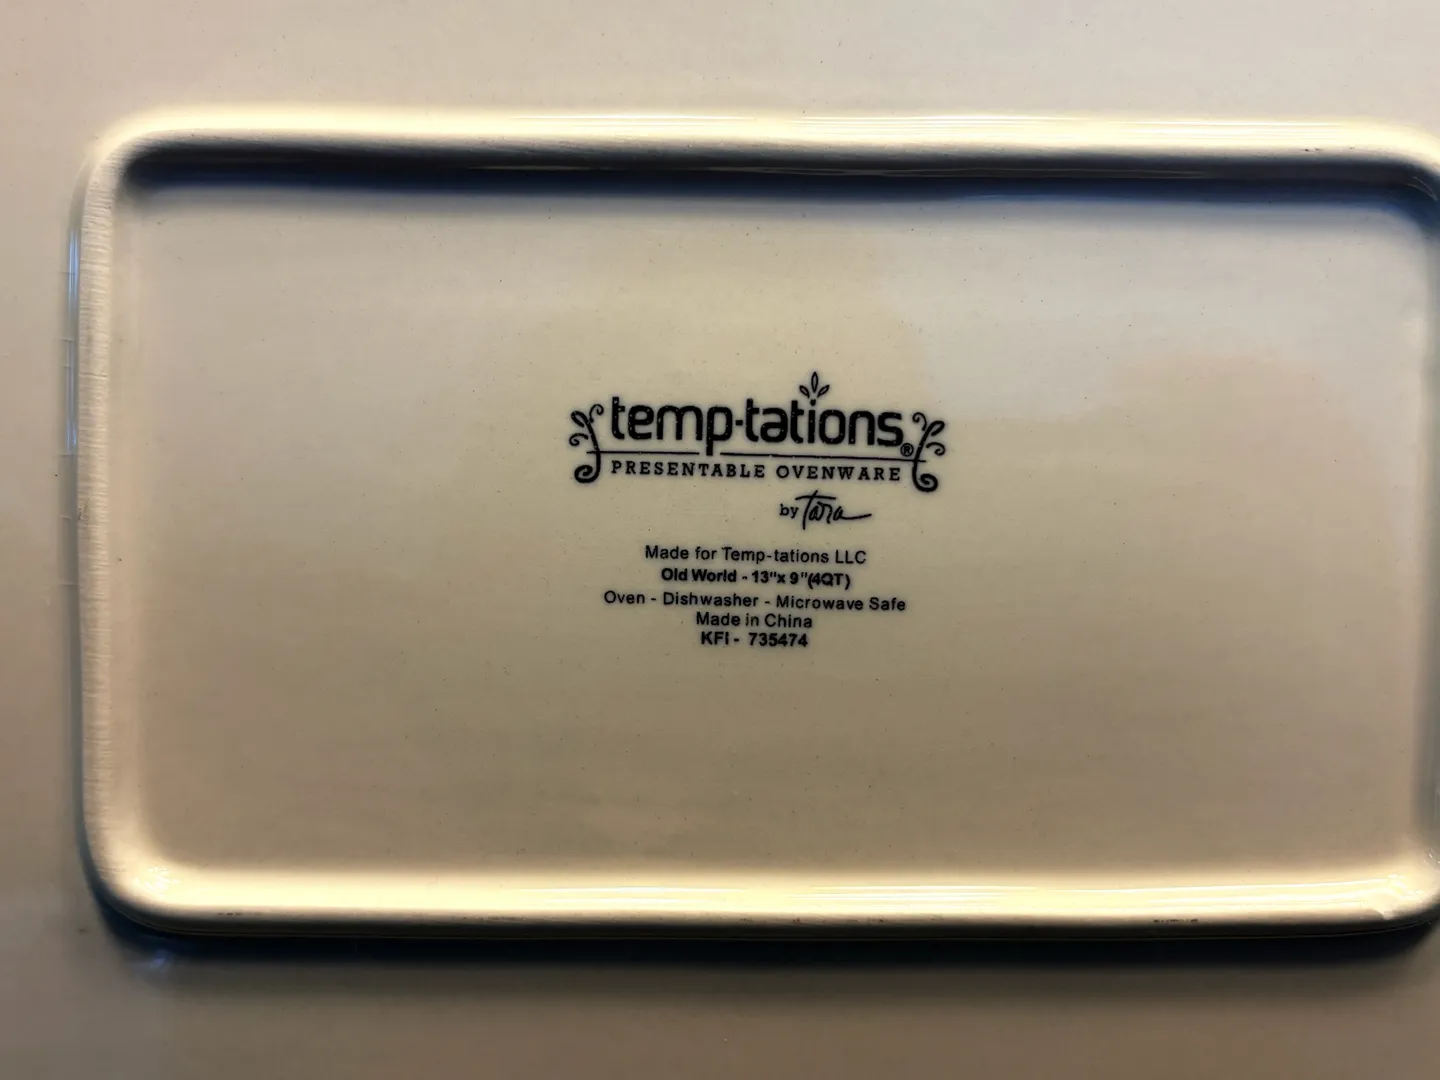 temp-tations®
PRESENTABLE OVENWARE
by Tara
Made for Temp-tations LLC
Old World - 13"x 9"(4QT)
Oven - Dishwasher - Microwave Safe
Made in China
KFI - 735474